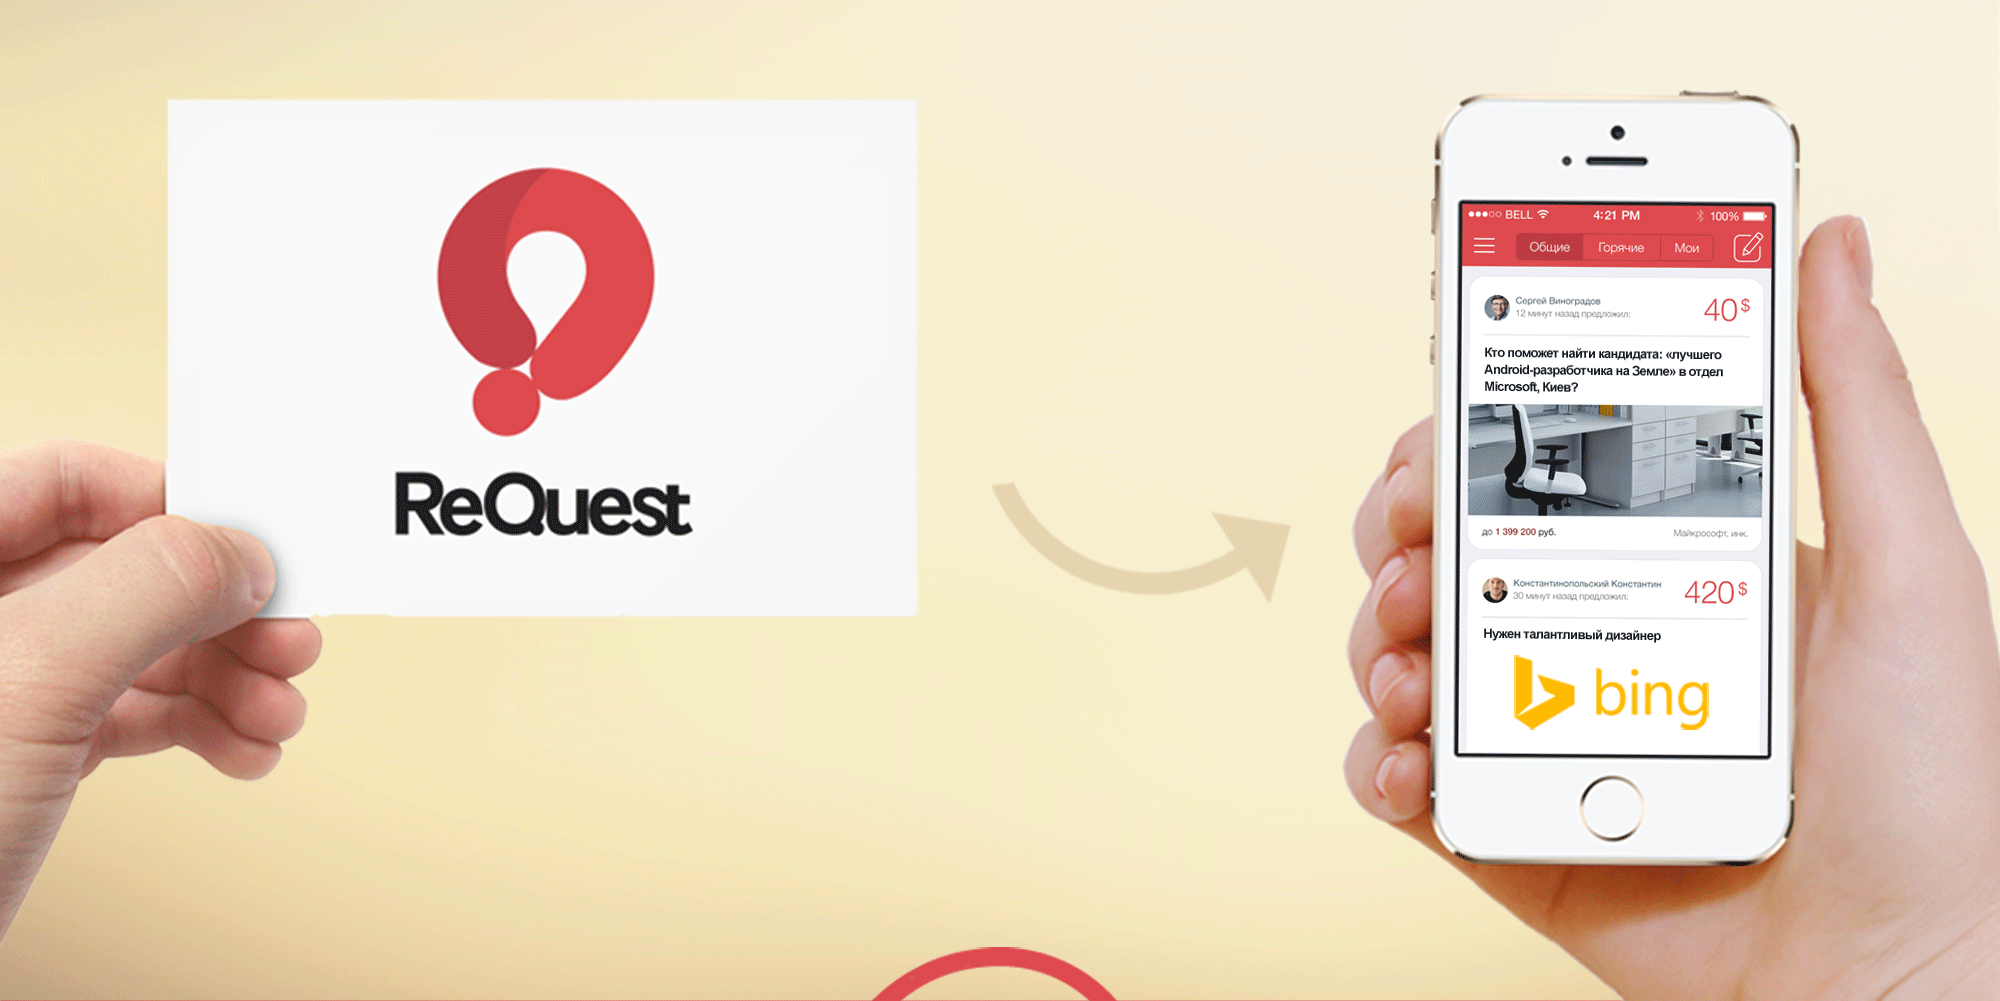 ReQuest
BELL 4:21 PM 100%
Общие Горячие Мои
Сергей Виноградов
12 минут назад предложил:
40$
Кто поможет найти кандидата: «лучшего
Android-разработчика на Земле» в отдел
Microsoft, Киев?
до 1 399 200 руб. Майкрософт, инк.
Константинопольский Константин
30 минут назад предложил:
420$
Нужен талантливый дизайнер
bing